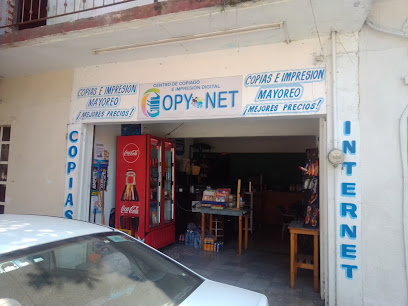 COPIAS E IMPRESION
MAYOREO
¡MEJORES PRECIOS!
CENTRO DE COPIADO
E IMPRESIÓN DIGITAL
COPY NET
COPIAS E IMPRESION
MAYOREO
¡MEJORES PRECIOS!
COPIAS
INTERNET
Coca-Cola
Coca-Cola